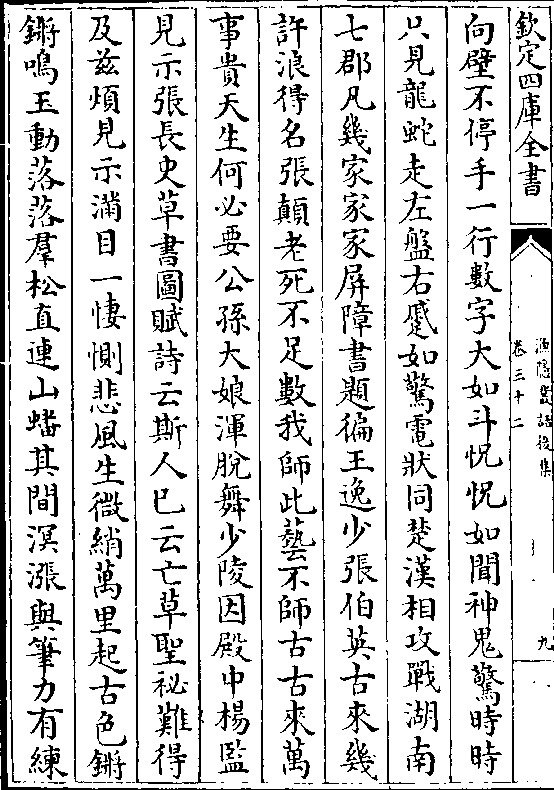 欽定四庫全書
漁隱叢話後集
卷三十二
九
向壁不停手一行數字大如斗怳怳如聞神鬼驚時時
只見龍蛇走左盤右蹙如驚電狀同楚漢相攻戰湖南
七郡凡幾家家家屏障書題徧王逸少張伯英古來幾
許浪得名張顛老死不足數我師此藝不師古古來萬
事貴天生何必要公孫大娘渾脫舞少陵因殿中楊監
見示張長史草書圖賦詩云斯人已云亡草聖祕難得
及茲煩見示滿目一悽惻悲風生微綃萬里起古色鏘
鏘鳴玉動落落羣松直連山蟠其間溟漲與筆力有練